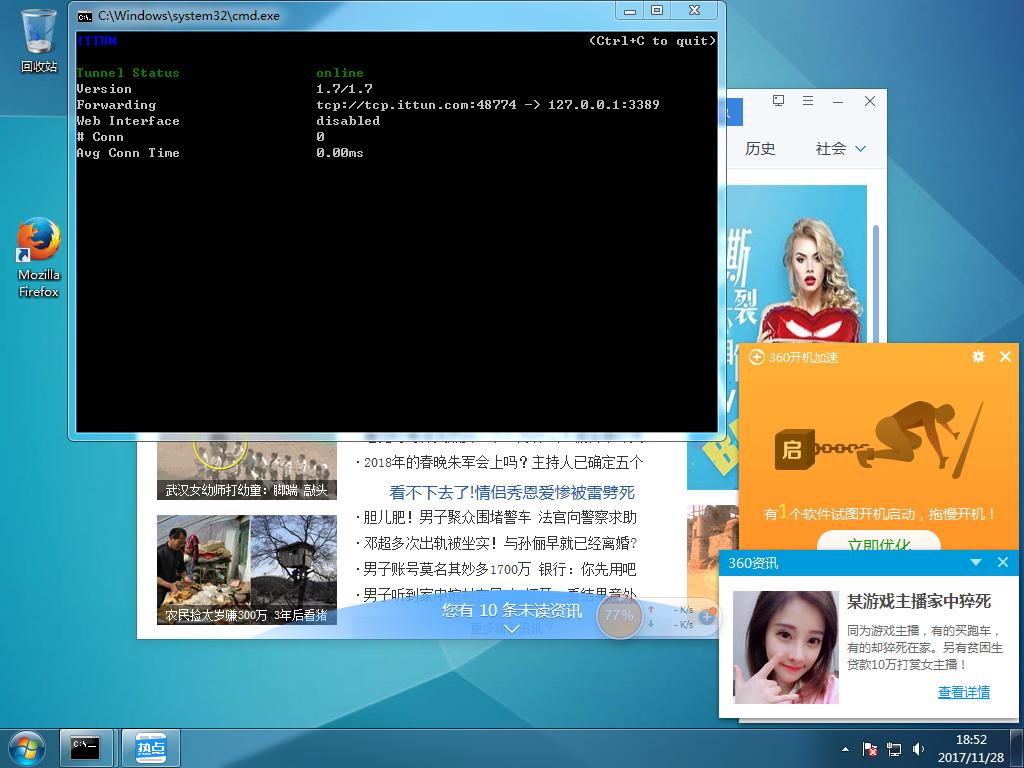 回收站
Mozilla
Firefox
C:\Windows\system32\cmd.exe
ITTUN (Ctrl+C to quit)
Tunnel Status online
Version 1.7/1.7
Forwarding tcp://tcp.ittun.com:48774 -> 127.0.0.1:3389
Web Interface disabled
# Conn 0
Avg Conn Time 0.00ms
历史 社会
斯
裂
360开机加速
启
有1个软件试图开机启动，拖慢开机！
立即优化
武汉女幼师打幼童：脚踹 敲头
农民捡太岁赚300万 3年后看猪
·2018年的春晚朱军会上吗？主持人已确定五个
看不下去了!情侣秀恩爱惨被雷劈死
·胆儿肥！男子聚众围堵警车 法官向警察求助
·邓超多次出轨被坐实！与孙俪早就已经离婚?
·男子账号莫名其妙多1700万 银行：你先用吧
您有 10 条未读资讯
77%
- K/s
- K/s
360资讯
某游戏主播家中猝死
同为游戏主播，有的买跑车，
有的却猝死在家。另有贫困生
贷款10万打赏女主播！
查看详情
C:\_
热点
18:52
2017/11/28